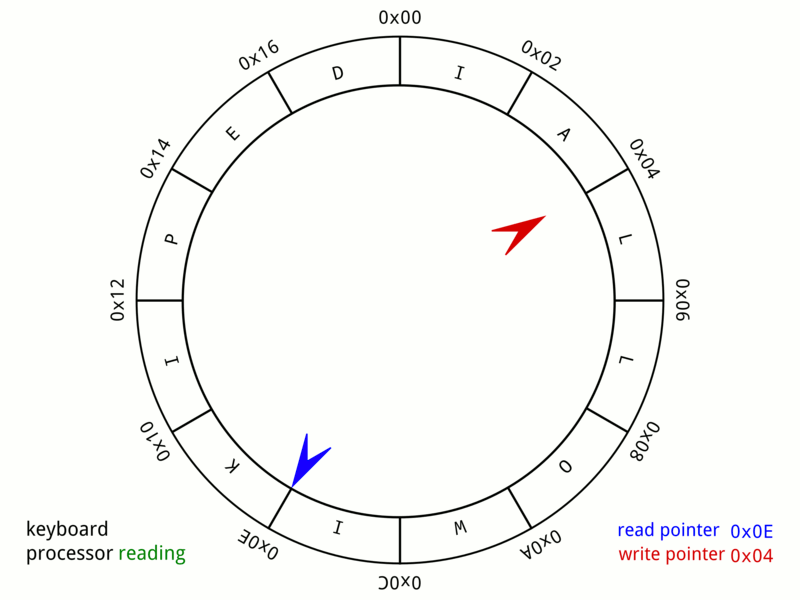 0x00
0x02
0x04
0x06
0x08
0x0A
0x0C
0x0E
0x10
0x12
0x14
0x16
I
A
L
L
O
W
I
K
I
P
E
D
keyboard
processor reading
read pointer 0x0E
write pointer 0x04